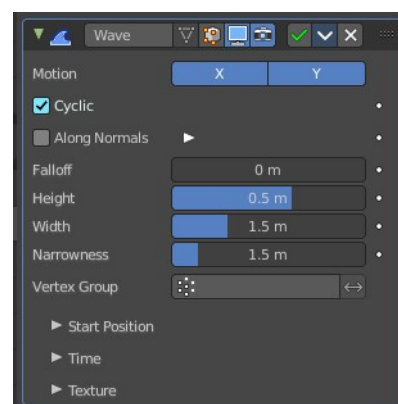 Wave
Motion X Y
Cyclic
Along Normals
Falloff 0 m
Height 0.5 m
Width 1.5 m
Narrowness 1.5 m
Vertex Group
Start Position
Time
Texture